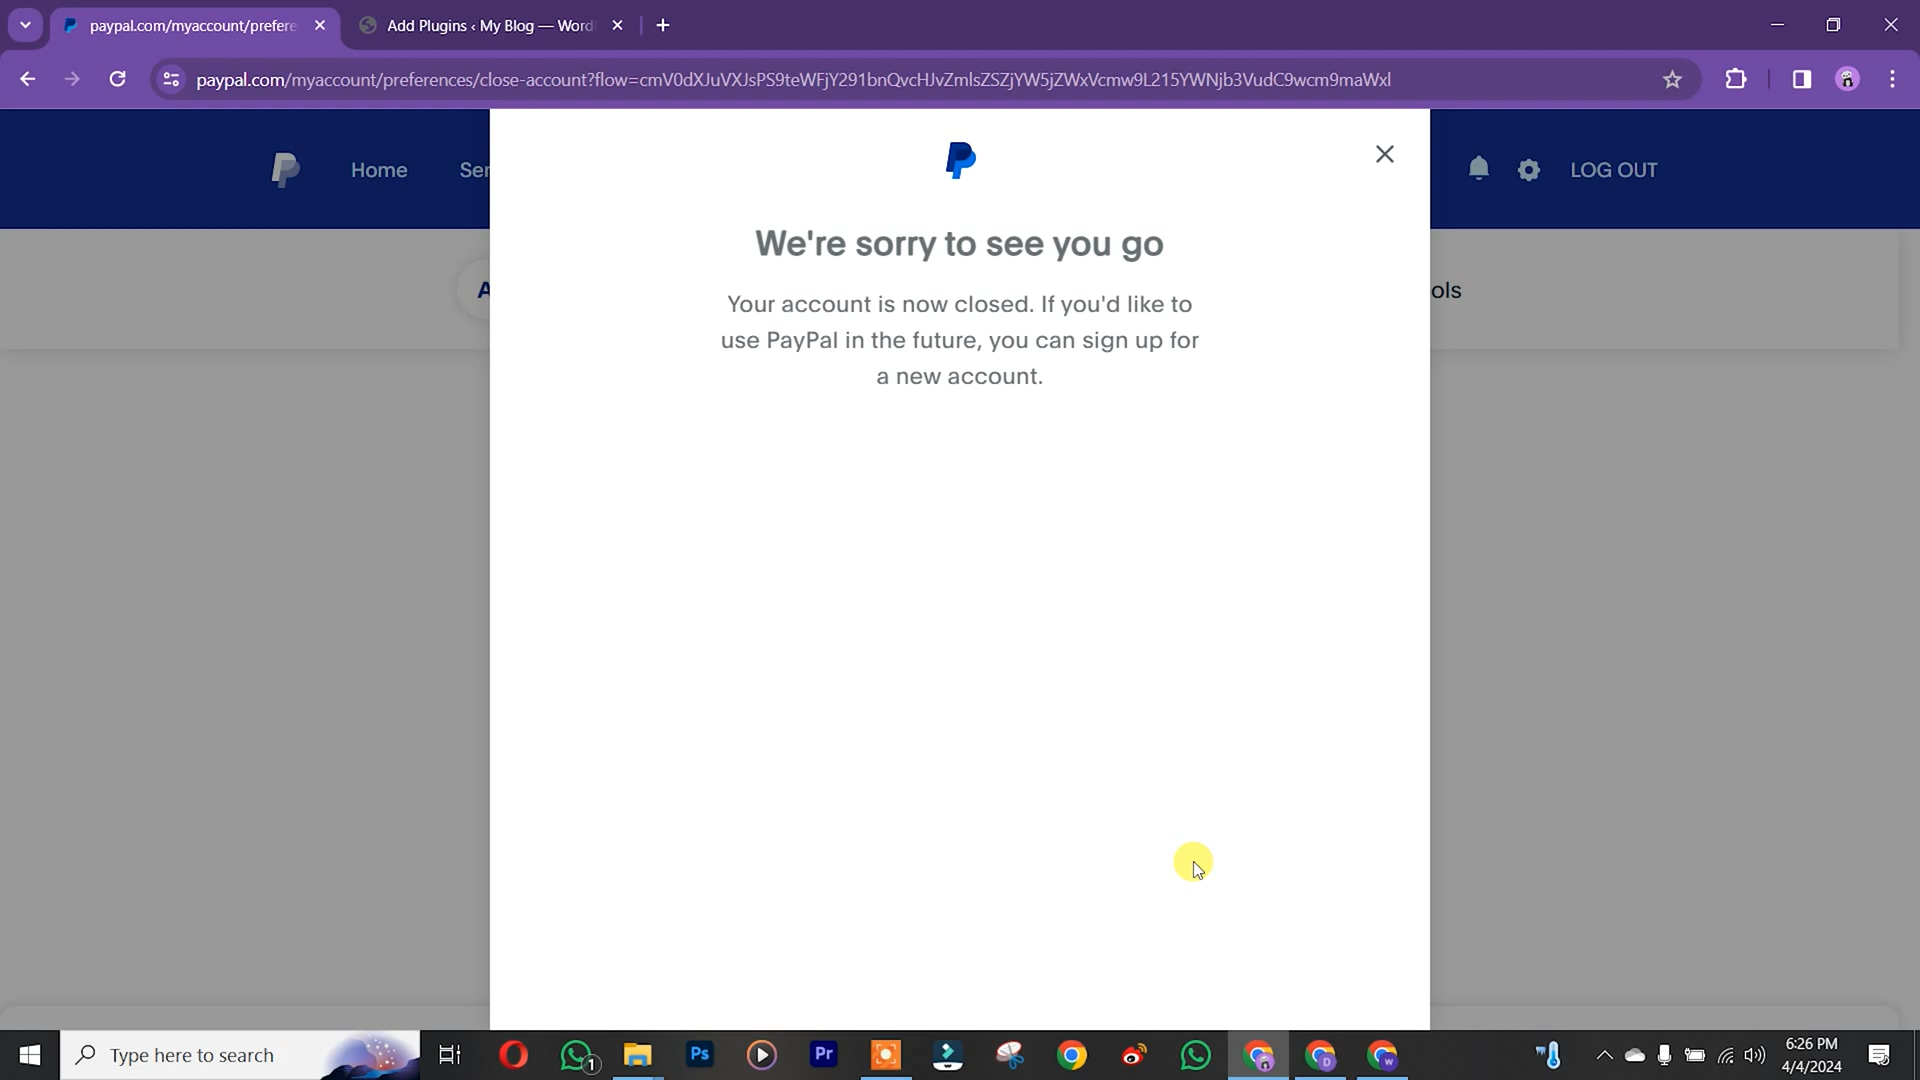 paypal.com/myaccount/prefere
Add Plugins ‹ My Blog — Word
paypal.com/myaccount/preferences/close-account?flow=cmV0dXJuVXJsPS9teWFjY291bnQvcHJvZmlsZSZjYW5jZWxVcmw9L215YWNjb3VudC9wcm9maWxl
Home
Ser
LOG OUT
We're sorry to see you go
A
ols
Your account is now closed. If you'd like to
use PayPal in the future, you can sign up for
a new account.
Type here to search
1
Ps
Pr
D
W
6:26 PM
4/4/2024